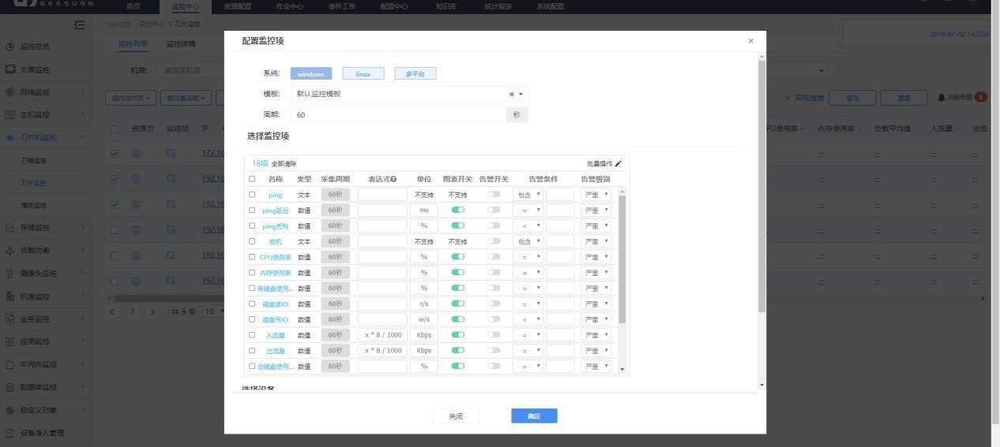 GEESUNN
首页 监控中心 资源配置 作业中心 事件工单 配置中心 知识库 统计报表 系统配置
监控中心 > 刀片监控
2019-07-02 14:22:0
监控列表 监控详情
机房: 请选择机房
操作选中项 操作查询项
高级搜索 查询 重置 当前告警 3
资源页 监控项 IP PU使用率 内存使用率 负载平均值 入流量 出流
172.16
192.16
192.16
192.16
192.16
192.16
< 1 > 共 6 条 10
监控总览
大屏监控
网络监控
主机监控
刀片机监控
刀箱监控
刀片监控
模块监控
存储监控
负载均衡
摄像头监控
机房监控
业务监控
应用监控
中间件监控
数据库监控
自定义对象
设备准入管理
配置监控项 ×
系统: windows linux 多平台
模板: 默认监控模板
周期: 60 秒
选择监控项
16项 全部清除 批量操作
名称 类型 采集周期 表达式 单位 图表开关 告警开关 告警条件 告警级别
ping 文本 60秒 不支持 不支持 包含 严重
ping延迟 数值 60秒 ms = 严重
ping丢包 数值 60秒 % = 严重
宕机 文本 60秒 不支持 不支持 包含 严重
CPU使用率 数值 60秒 % = 严重
内存使用率 数值 60秒 % = 严重
各磁盘使用... 数值 60秒 % = 严重
磁盘读IO 数值 60秒 r/s = 严重
磁盘写IO 数值 60秒 w/s = 严重
入流量 数值 60秒 x * 8 / 1000 Kbps = 严重
出流量 数值 60秒 x * 8 / 1000 Kbps = 严重
总磁盘使用... 数值 60秒 % = 严重
选择设备
关闭 确定